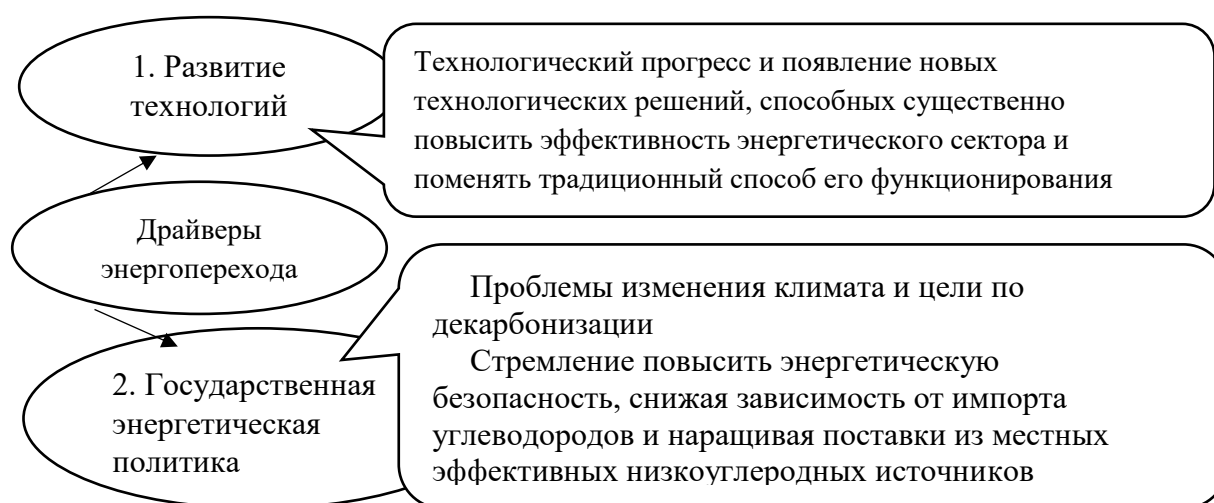 1. Развитие
технологий
Технологический прогресс и появление новых
технологических решений, способных существенно
повысить эффективность энергетического сектора и
поменять традиционный способ его функционирования
Драйверы
энергоперехода
2. Государственная
энергетическая
политика
Проблемы изменения климата и цели по
декарбонизации
Стремление повысить энергетическую
безопасность, снижая зависимость от импорта
углеводородов и наращивая поставки из местных
эффективных низкоуглеродных источников